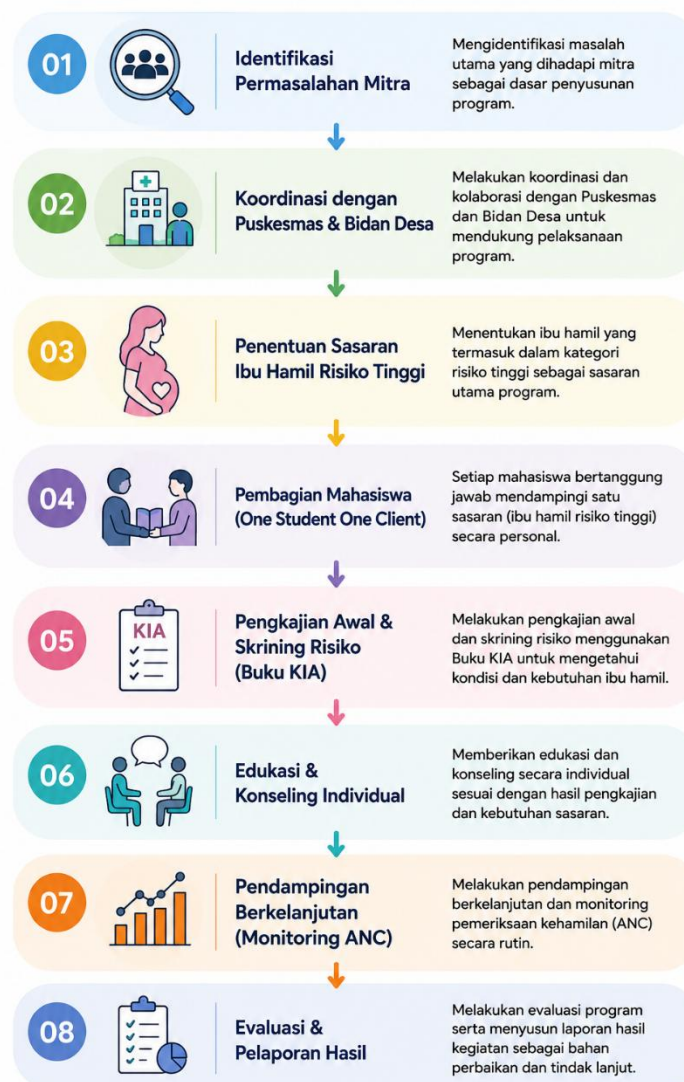 01
Identifikasi
Permasalahan Mitra
Mengidentifikasi masalah
utama yang dihadapi mitra
sebagai dasar penyusunan
program.
02
Koordinasi dengan
Puskesmas & Bidan Desa
Melakukan koordinasi dan
kolaborasi dengan Puskesmas
dan Bidan Desa untuk
mendukung pelaksanaan
program.
03
Penentuan Sasaran
Ibu Hamil Risiko Tinggi
Menentukan ibu hamil yang
termasuk dalam kategori
risiko tinggi sebagai sasaran
utama program.
04
Pembagian Mahasiswa
(One Student One Client)
Setiap mahasiswa bertanggung
jawab mendampingi satu
sasaran (ibu hamil risiko tinggi)
secara personal.
05
KIA
Pengkajian Awal &
Skrining Risiko
(Buku KIA)
Melakukan pengkajian awal
dan skrining risiko menggunakan
Buku KIA untuk mengetahui
kondisi dan kebutuhan ibu hamil.
06
Edukasi &
Konseling Individual
Memberikan edukasi dan
konseling secara individual
sesuai dengan hasil pengkajian
dan kebutuhan sasaran.
07
Pendampingan
Berkelanjutan
(Monitoring ANC)
Melakukan pendampingan
berkelanjutan dan monitoring
pemeriksaan kehamilan (ANC)
secara rutin.
08
Evaluasi &
Pelaporan Hasil
Melakukan evaluasi program
serta menyusun laporan hasil
kegiatan sebagai bahan
perbaikan dan tindak lanjut.